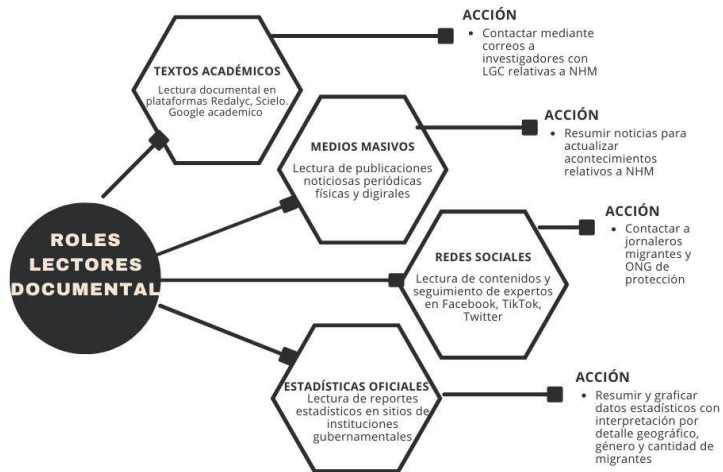 ROLES
LECTORES
DOCUMENTAL
TEXTOS ACADÉMICOS
Lectura documental en
plataformas Redalyc, Scielo.
Google academico
ACCIÓN
• Contactar mediante
correos a
investigadores con
LGC relativas a NHM
MEDIOS MASIVOS
Lectura de publicaciones
noticiosas periódicas
físicas y digirales
ACCIÓN
• Resumir noticias para
actualizar
acontecimientos
relativos a NHM
REDES SOCIALES
Lectura de contenidos y
seguimiento de expertos
en Facebook, TikTok,
Twitter
ACCIÓN
• Contactar a
jornaleros
migrantes y
ONG de
protección
ESTADÍSTICAS OFICIALES
Lectura de reportes
estadísticos en sitios de
instituciones
gubernamentales
ACCIÓN
• Resumir y graficar
datos estadísticos con
interpretación por
detalle geográfico,
género y cantidad de
migrantes